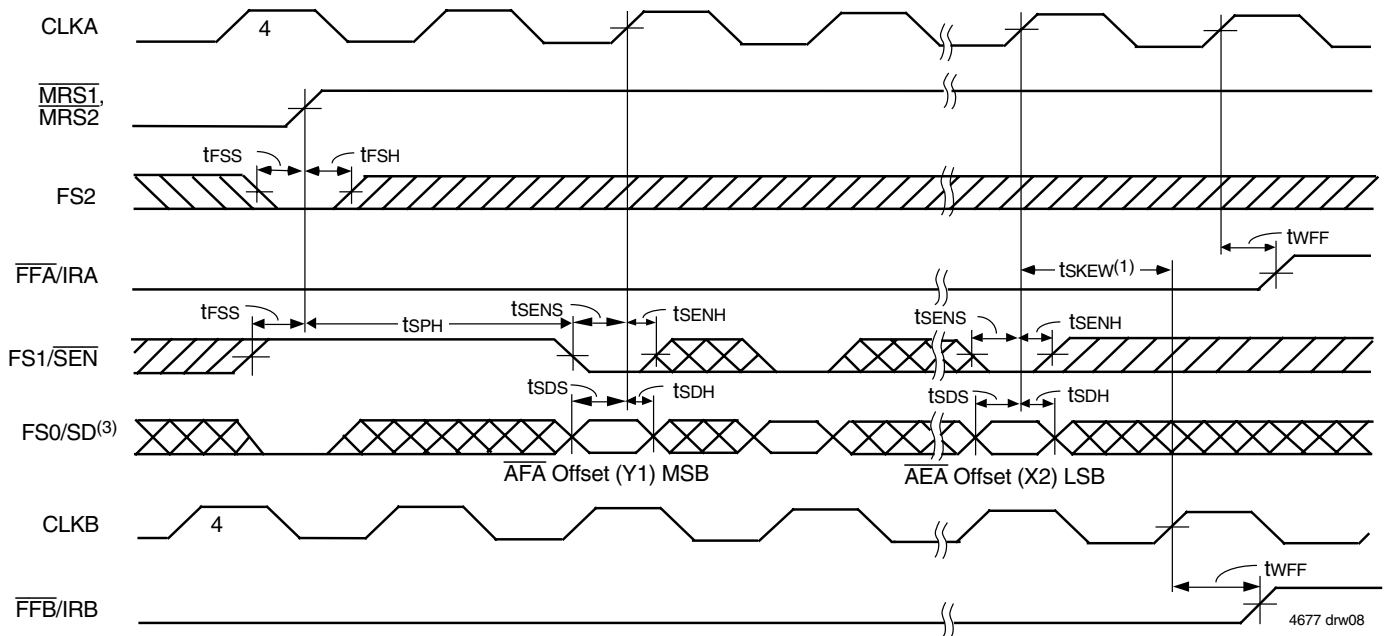 CLKA
4
MRS1,
MRS2
tFSS
tFSH
FS2
tWFF
FFA/IRA
tSKEW(1)
tFSS
tSPH
tSENS
tSENH
tSENS
tSENH
FS1/SEN
tSDS
tSDH
tSDS
tSDH
FS0/SD(3)
AFA Offset (Y1) MSB
AEA Offset (X2) LSB
CLKB
4
tWFF
FFB/IRB
4677 drw08